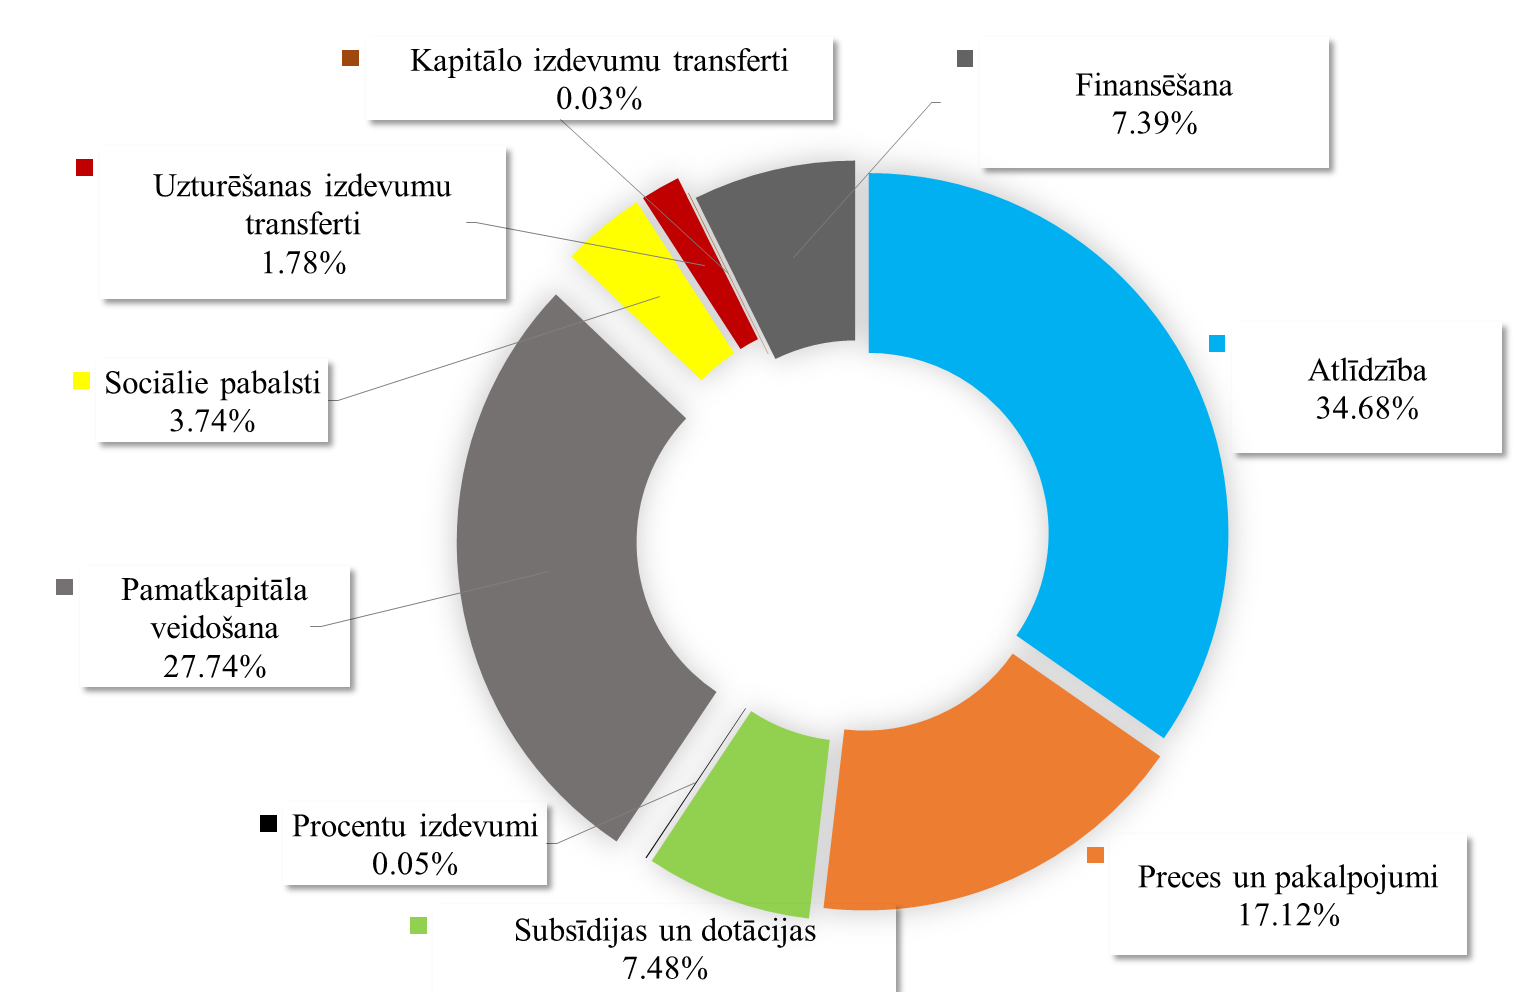 Kapitālo izdevumu transferti
0.03%
Finansēšana
7.39%
Uzturēšanas izdevumu
transferti
1.78%
Atlīdzība
34.68%
Sociālie pabalsti
3.74%
Pamatkapitāla
veidošana
27.74%
Procentu izdevumi
0.05%
Preces un pakalpojumi
17.12%
Subsīdijas un dotācijas
7.48%